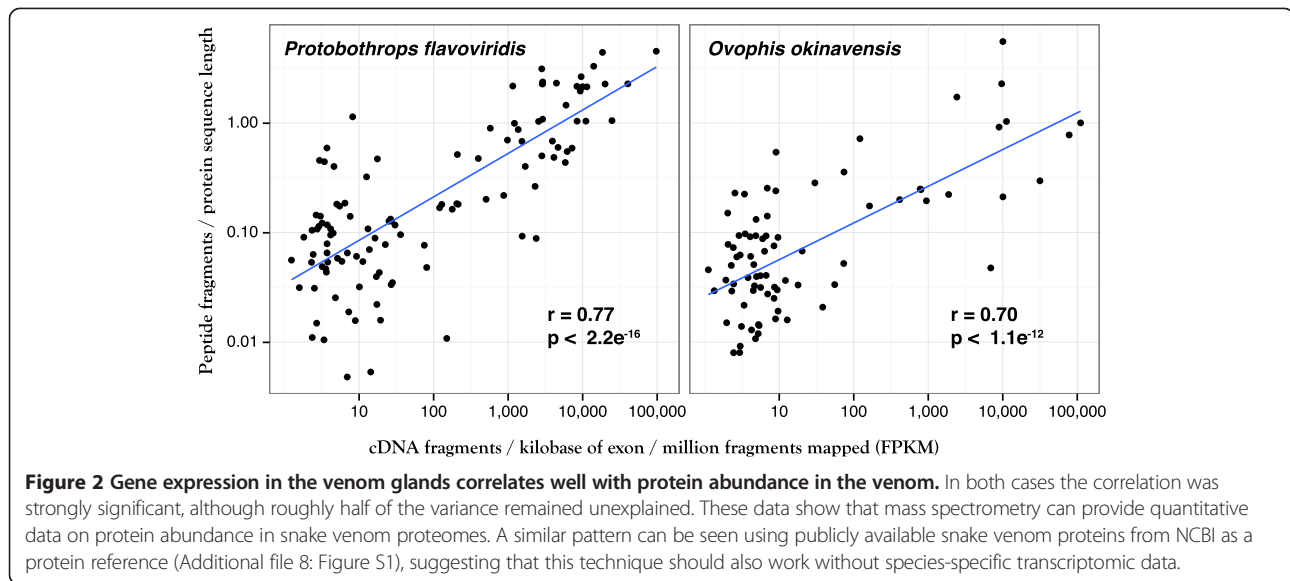 Protobothrops flavoviridis
Ovophis okinavensis
Peptide fragments / protein sequence length
1.00
0.10
0.01
r = 0.77
p < 2.2e-16
r = 0.70
p < 1.1e-12
10 100 1,000 10,000 100,000
10 100 1,000 10,000 100,000
cDNA fragments / kilobase of exon / million fragments mapped (FPKM)
Figure 2 Gene expression in the venom glands correlates well with protein abundance in the venom. In both cases the correlation was
strongly significant, although roughly half of the variance remained unexplained. These data show that mass spectrometry can provide quantitative
data on protein abundance in snake venom proteomes. A similar pattern can be seen using publicly available snake venom proteins from NCBI as a
protein reference (Additional file 8: Figure S1), suggesting that this technique should also work without species-specific transcriptomic data.